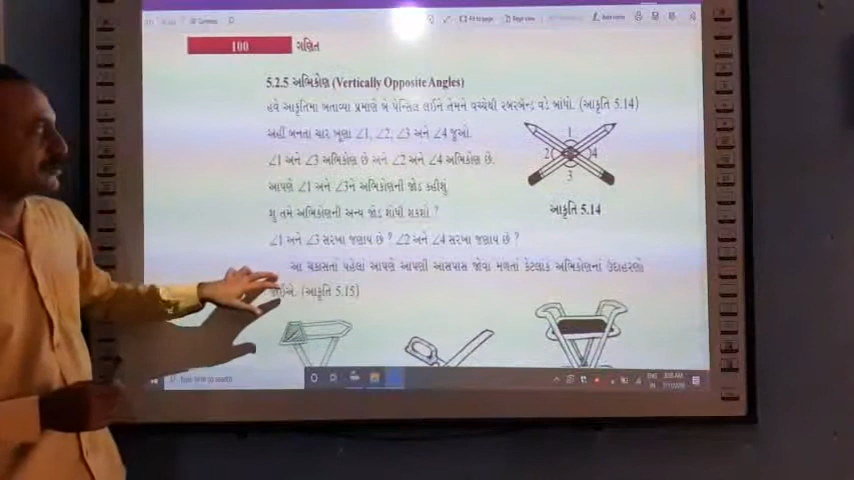 100 ગણિત
5.2.5 અભિકોણ (Vertically Opposite Angles)
હવે આકૃતિમાં બતાવ્યા પ્રમાણે બે પેન્સિલ લઈને તેમને વચ્ચેથી રબરબેન્ડ વડે બાંધો. (આકૃતિ 5.14)
અહીં બનતા ચાર ખૂણા ∠1, ∠2, ∠3 અને ∠4 જુઓ.
∠1 અને ∠3 અભિકોણ છે અને ∠2 અને ∠4 અભિકોણ છે.
આપણે ∠1 અને ∠3ને અભિકોણની જોડ કહીશું
શું તમે અભિકોણની અન્ય જોડ શોધી શકશો ?
1
2
4
3
આકૃતિ 5.14
∠1 અને ∠3 સરખા જણાય છે ? ∠2 અને ∠4 સરખા જણાય છે ?
આ ચકાસતાં પહેલા આપણે આપણી આસપાસ જોવા મળતાં કેટલાક અભિકોણનાં ઉદાહરણો
જોઈએ. (આકૃતિ 5.15)